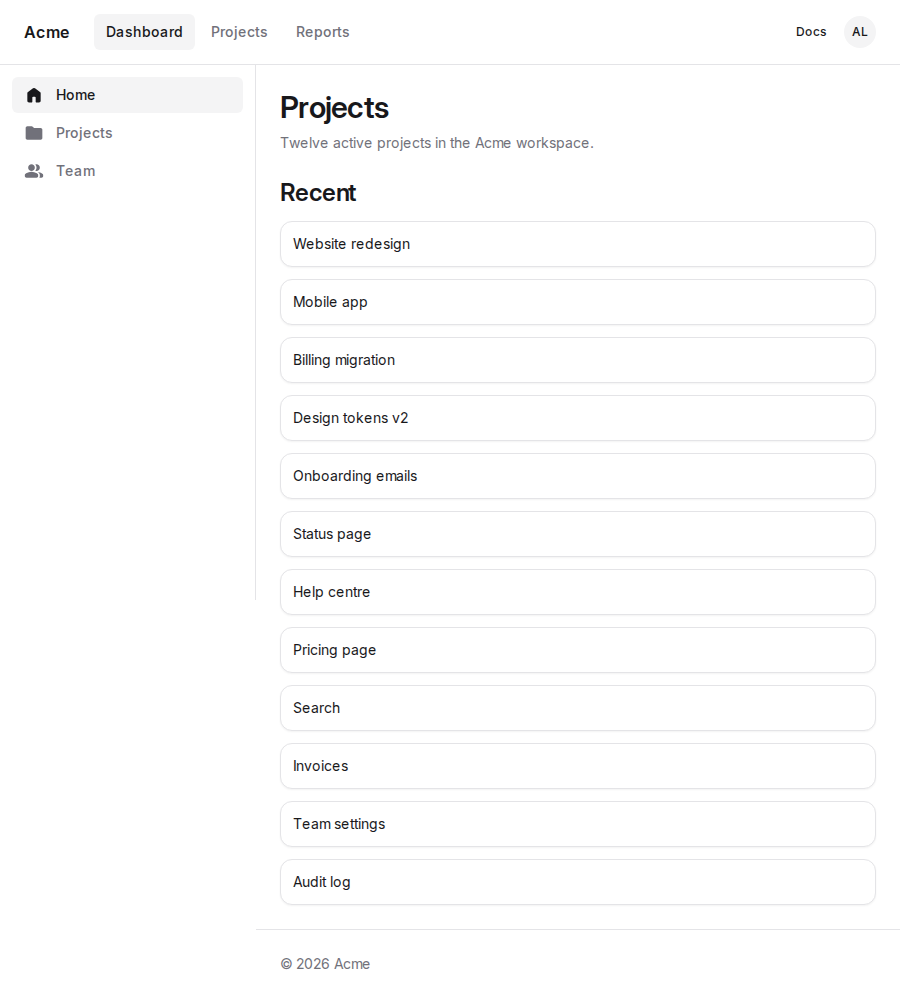 Acme
Dashboard
Projects
Reports
Docs
AL
Home
Projects
Team
Projects
Twelve active projects in the Acme workspace.
Recent
Website redesign
Mobile app
Billing migration
Design tokens v2
Onboarding emails
Status page
Help centre
Pricing page
Search
Invoices
Team settings
Audit log
© 2026 Acme